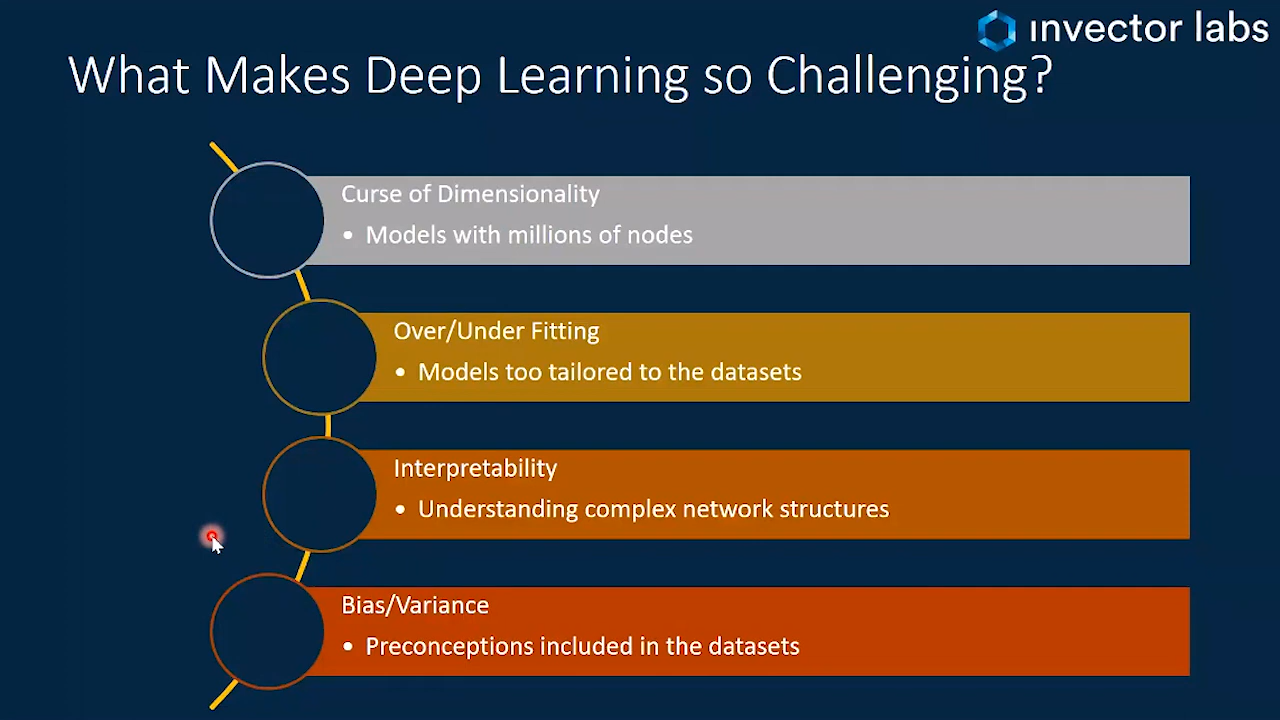 ınvector labs
What Makes Deep Learning so Challenging?
Curse of Dimensionality
• Models with millions of nodes
Over/Under Fitting
• Models too tailored to the datasets
Interpretability
• Understanding complex network structures
Bias/Variance
• Preconceptions included in the datasets